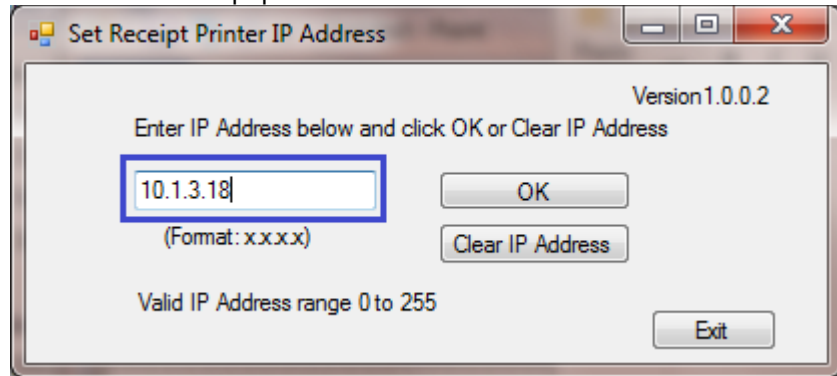 Set Receipt Printer IP Address
Version1.0.0.2
Enter IP Address below and click OK or Clear IP Address
10.1.3.18
OK
(Format: x.x.x.x)
Clear IP Address
Valid IP Address range 0 to 255
Exit